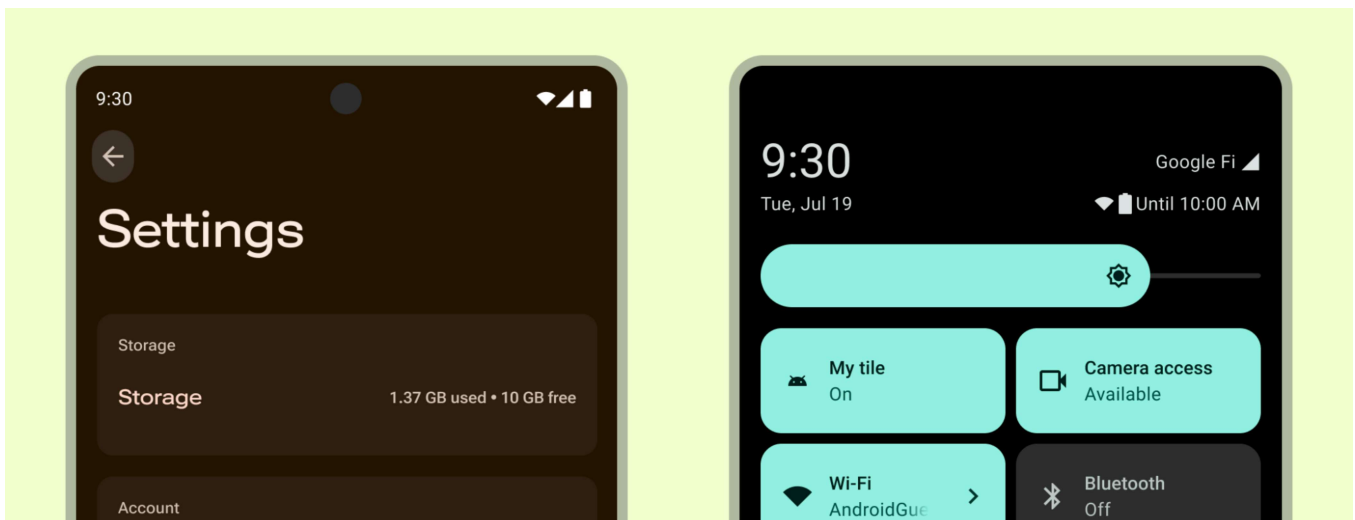 9:30
Settings
Storage
Storage 1.37 GB used • 10 GB free
Account
9:30
Google Fi
Tue, Jul 19
Until 10:00 AM
My tile
On
Camera access
Available
Wi-Fi
AndroidGue
Bluetooth
Off